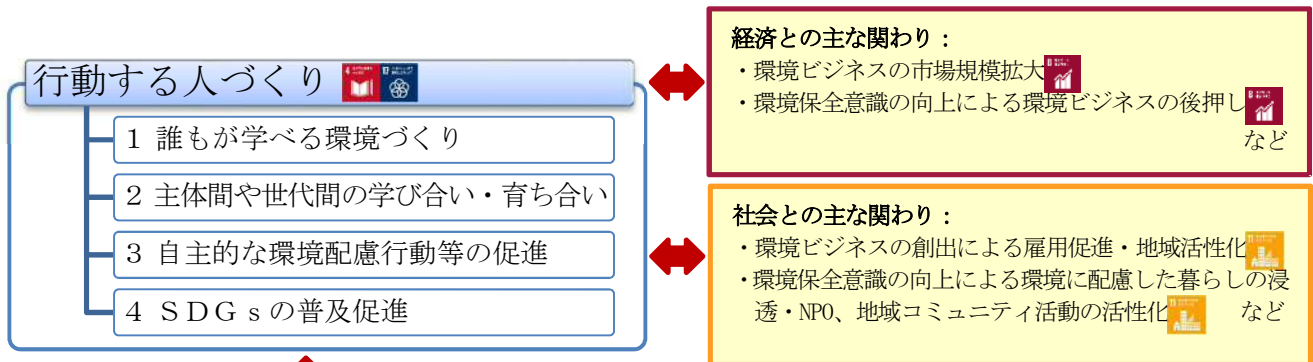 行動する人づくり
1 誰もが学べる環境づくり
2 主体間や世代間の学び合い・育ち合い
3 自主的な環境配慮行動等の促進
4 SDGsの普及促進
経済との主な関わり：
・環境ビジネスの市場規模拡大
・環境保全意識の向上による環境ビジネスの後押し
など
社会との主な関わり：
・環境ビジネスの創出による雇用促進・地域活性化
・環境保全意識の向上による環境に配慮した暮らしの浸
透・NPO、地域コミュニティ活動の活性化 など